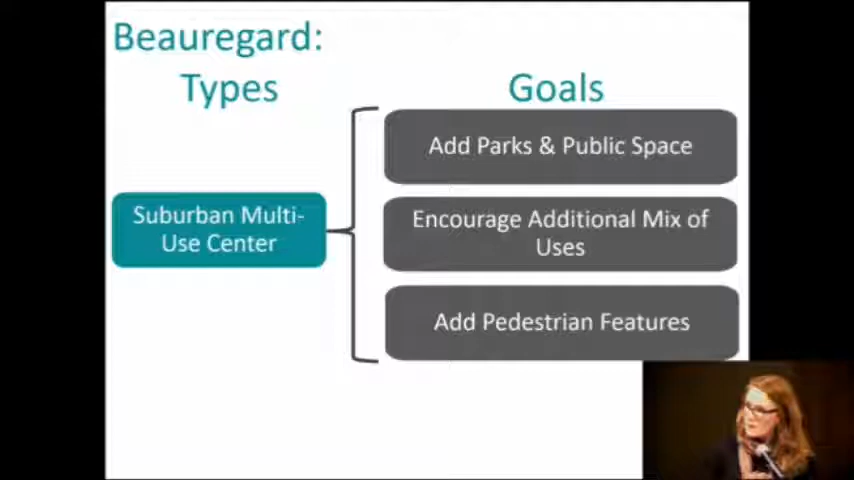 Beauregard:
Types
Goals
Add Parks & Public Space
Suburban Multi-
Use Center
Encourage Additional Mix of
Uses
Add Pedestrian Features